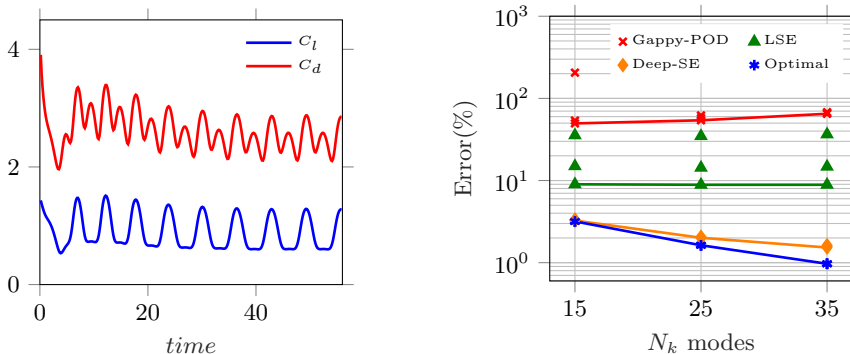 4
2
0
0
20
40
time
C_l
C_d
Error(%)
10^3
10^2
10^1
10^0
15
25
35
N_k modes
Gappy-POD
LSE
Deep-SE
Optimal